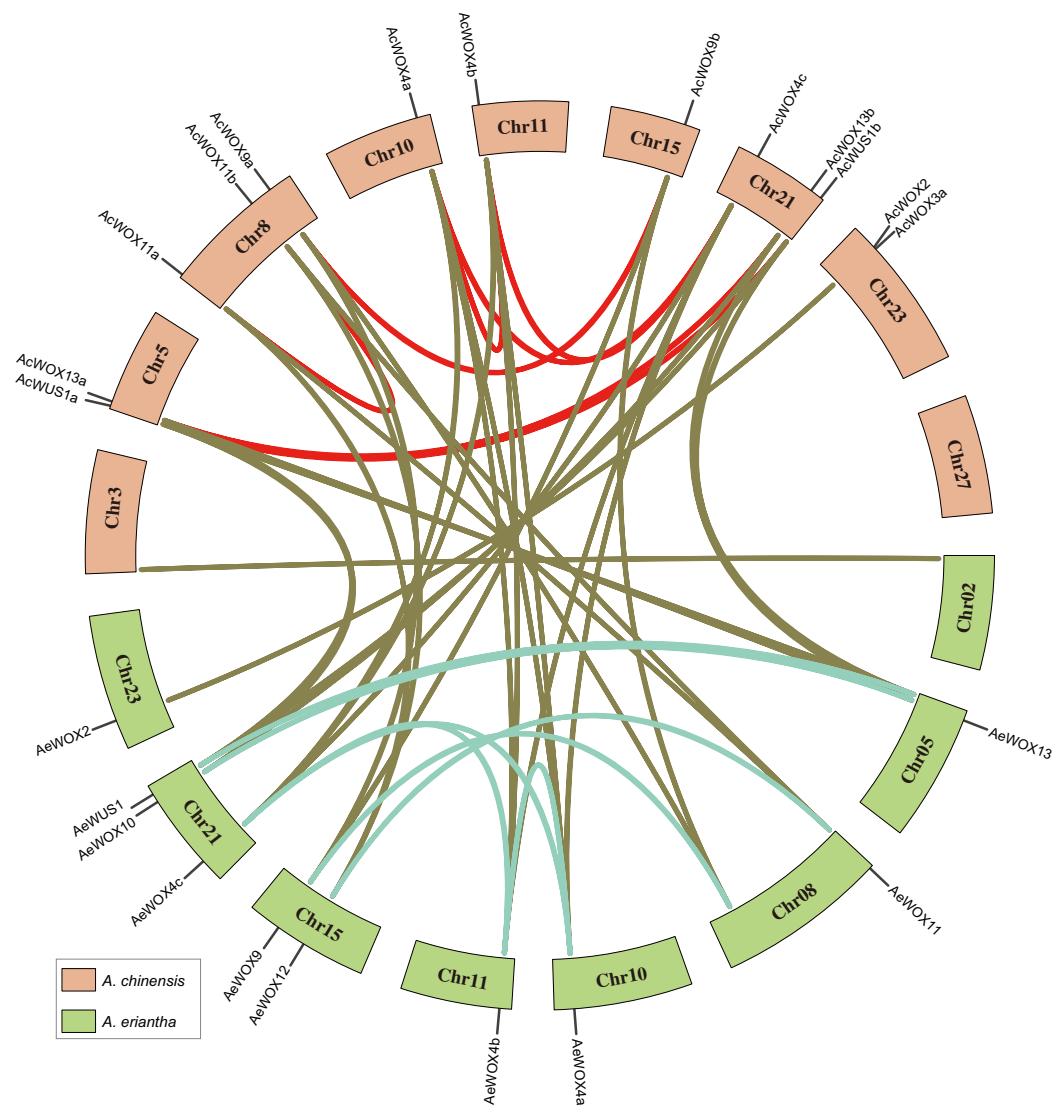 AcWOX4a
AcWOX4b
AcWOX9b
AcWOX4c
AcWOX13b
AcWUS1b
AcWOX2
AcWOX3a
AcWOX9a
AcWOX11b
AcWOX11a
AcWOX13a
AcWUS1a
Chr10
Chr11
Chr15
Chr21
Chr23
Chr27
Chr8
Chr5
Chr3
Chr02
Chr05
Chr08
Chr10
Chr11
Chr15
Chr21
Chr23
AeWOX13
AeWOX11
AeWOX4a
AeWOX4b
AeWOX12
AeWOX9
AeWOX4c
AeWOX10
AeWUS1
AeWOX2
A. chinensis
A. eriantha